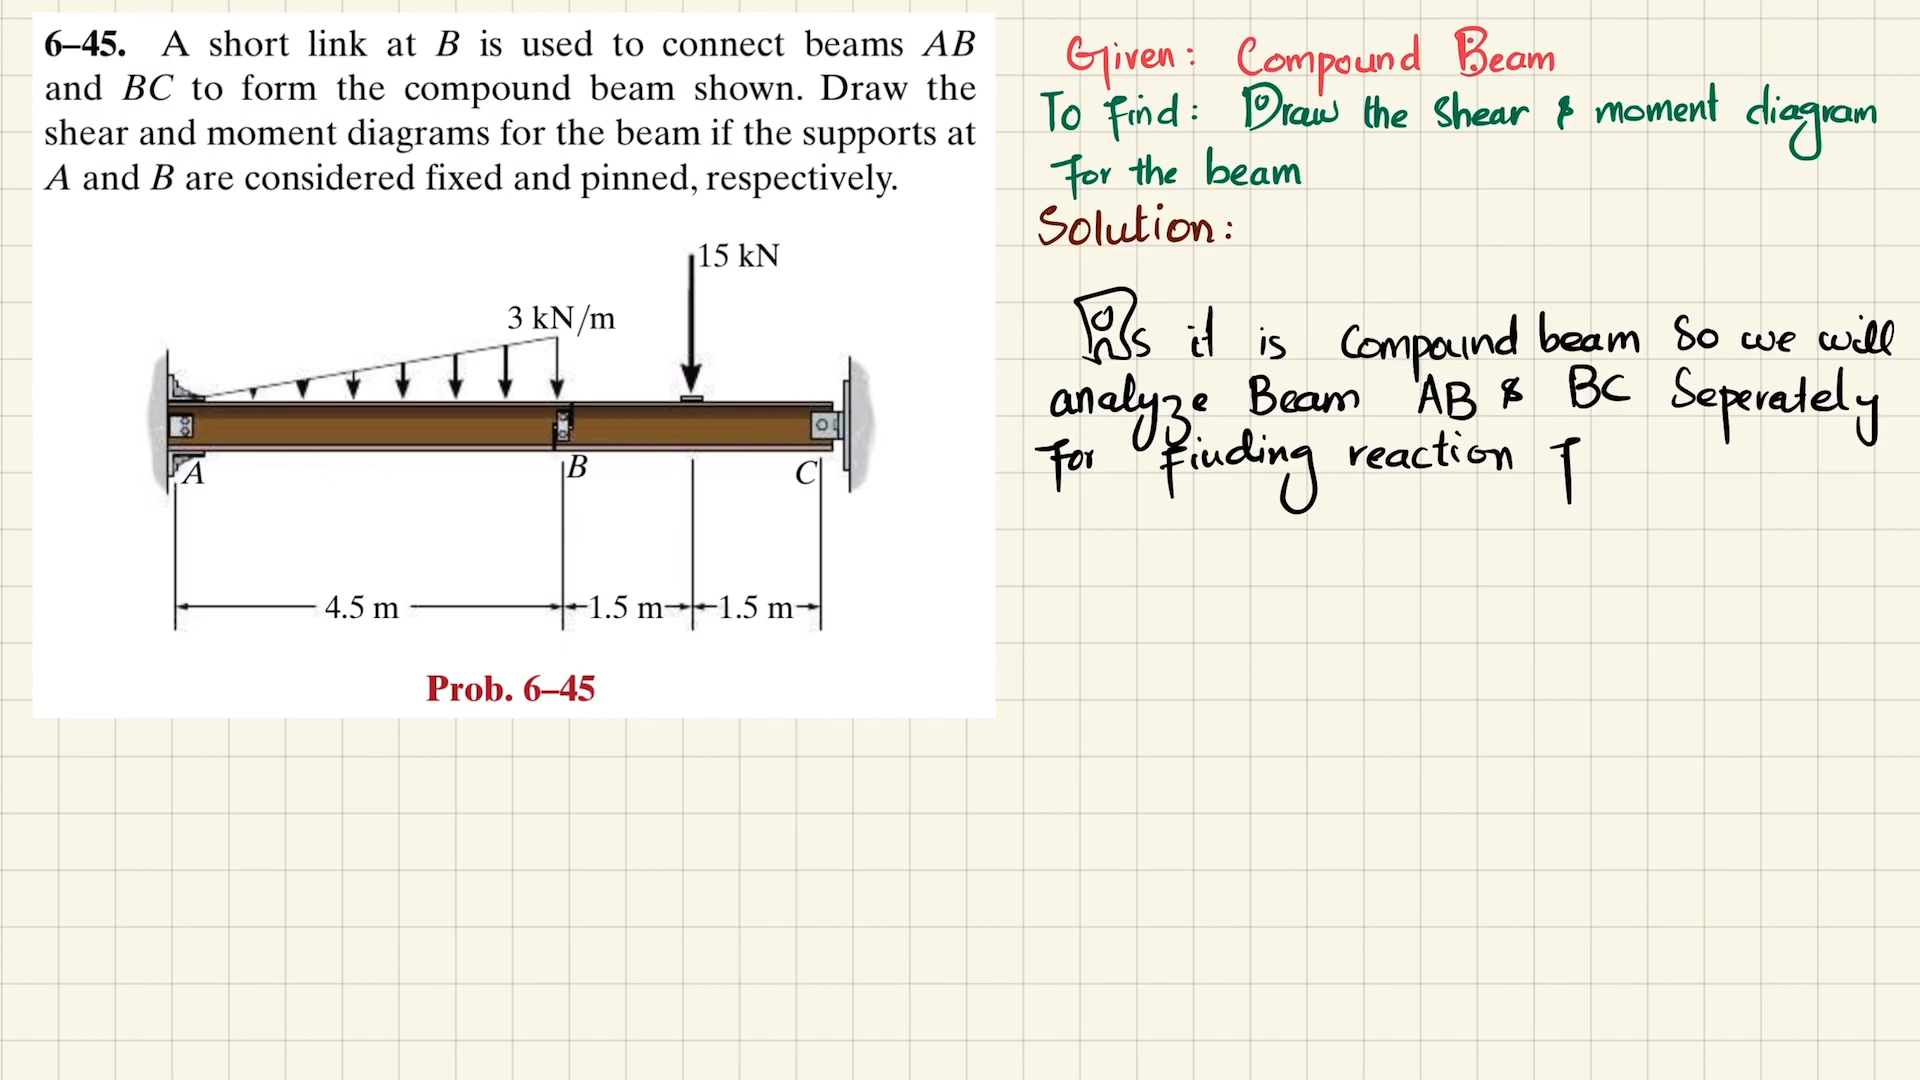 6–45. A short link at B is used to connect beams AB
and BC to form the compound beam shown. Draw the
shear and moment diagrams for the beam if the supports at
A and B are considered fixed and pinned, respectively.
15 kN
3 kN/m
A
B
C
4.5 m
1.5 m
1.5 m
Prob. 6–45
Given: Compound Beam
To find: Draw the shear & moment diagram
for the beam
Solution:
As it is compound beam so we will
analyze Beam AB & BC Seperately
for finding reaction